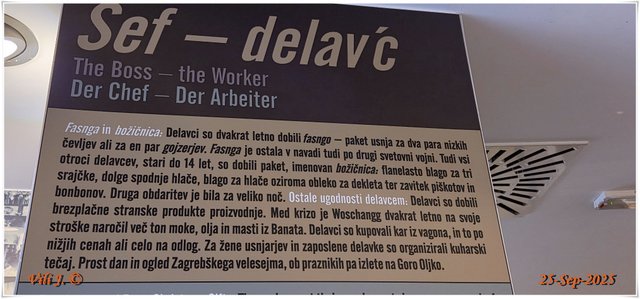 Šef – delavc
The Boss – the Worker
Der Chef – Der Arbeiter
Fasnga in božičnica: Delavci so dvakrat letno dobili fasngo – paket usnja za dva para nizkih
čevljev ali za en par gojzerjev. Fasnga je ostala v navadi tudi po drugi svetovni vojni. Tudi vsi
otroci delavcev, stari do 14 let, so dobili paket, imenovan božičnica: flanelasto blago za tri
srajčke, dolge spodnje hlače, blago za hlače oziroma obleko za dekleta ter zavitek piškotov in
bonbonov. Druga obdaritev je bila za veliko noč. Ostale ugodnosti delavcem: Delavci so dobili
brezplačne stranske produkte proizvodnje. Med krizo je Woschnagg dvakrat letno na svoje
stroške naročil več ton moke, olja in masti iz Banata. Delavci so kupovali kar iz vagona, in to po
nižjih cenah ali celo na odlog. Za žene usnjarjev in zaposlene delavke so organizirali kuharski
tečaj. Prost dan in ogled Zagrebškega velesejma, ob praznikih pa izlete na Goro Oljko.
Vili y. ©
25-Sep-2025